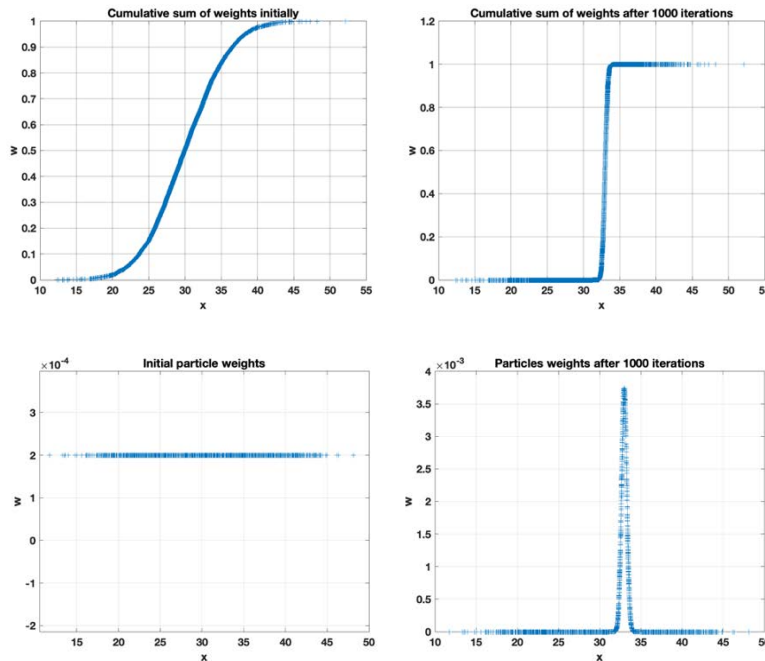 Cumulative sum of weights initially
1
0.9
0.8
0.7
0.6
0.5
0.4
0.3
0.2
0.1
0
w
10 15 20 25 30 35 40 45 50 55
x
Cumulative sum of weights after 1000 iterations
1.2
1
0.8
0.6
0.4
0.2
0
w
10 15 20 25 30 35 40 45 50 55
x
Initial particle weights
×10-4
3
2
1
0
-1
-2
w
15 20 25 30 35 40 45 50
x
Particles weights after 1000 iterations
×10-3
4
3.5
3
2.5
2
1.5
1
0.5
0
w
10 15 20 25 30 35 40 45 50
x